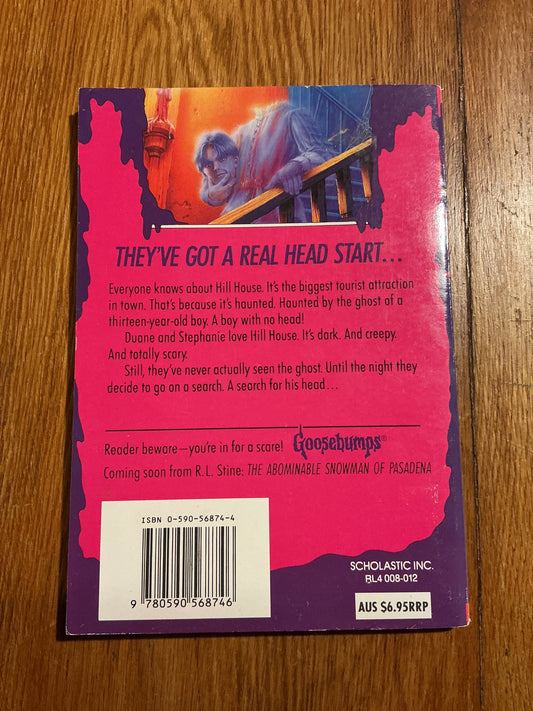 THEY'VE GOT A REAL HEAD START...
Everyone knows about Hill House. It's the biggest tourist attraction
in town. That's because it's haunted. Haunted by the ghost of a
thirteen-year-old boy. A boy with no head!
Duane and Stephanie love Hill House. It's dark. And creepy.
And totally scary.
Still, they've never actually seen the ghost. Until the night they
decide to go on a search. A search for his head...
Reader beware—you're in for a scare! Goosebumps®
Coming soon from R.L. Stine: THE ABOMINABLE SNOWMAN OF PASADENA
ISBN 0-590-56874-4
9 780590 568746
SCHOLASTIC INC.
BL4 008-012
AUS $6.95RRP